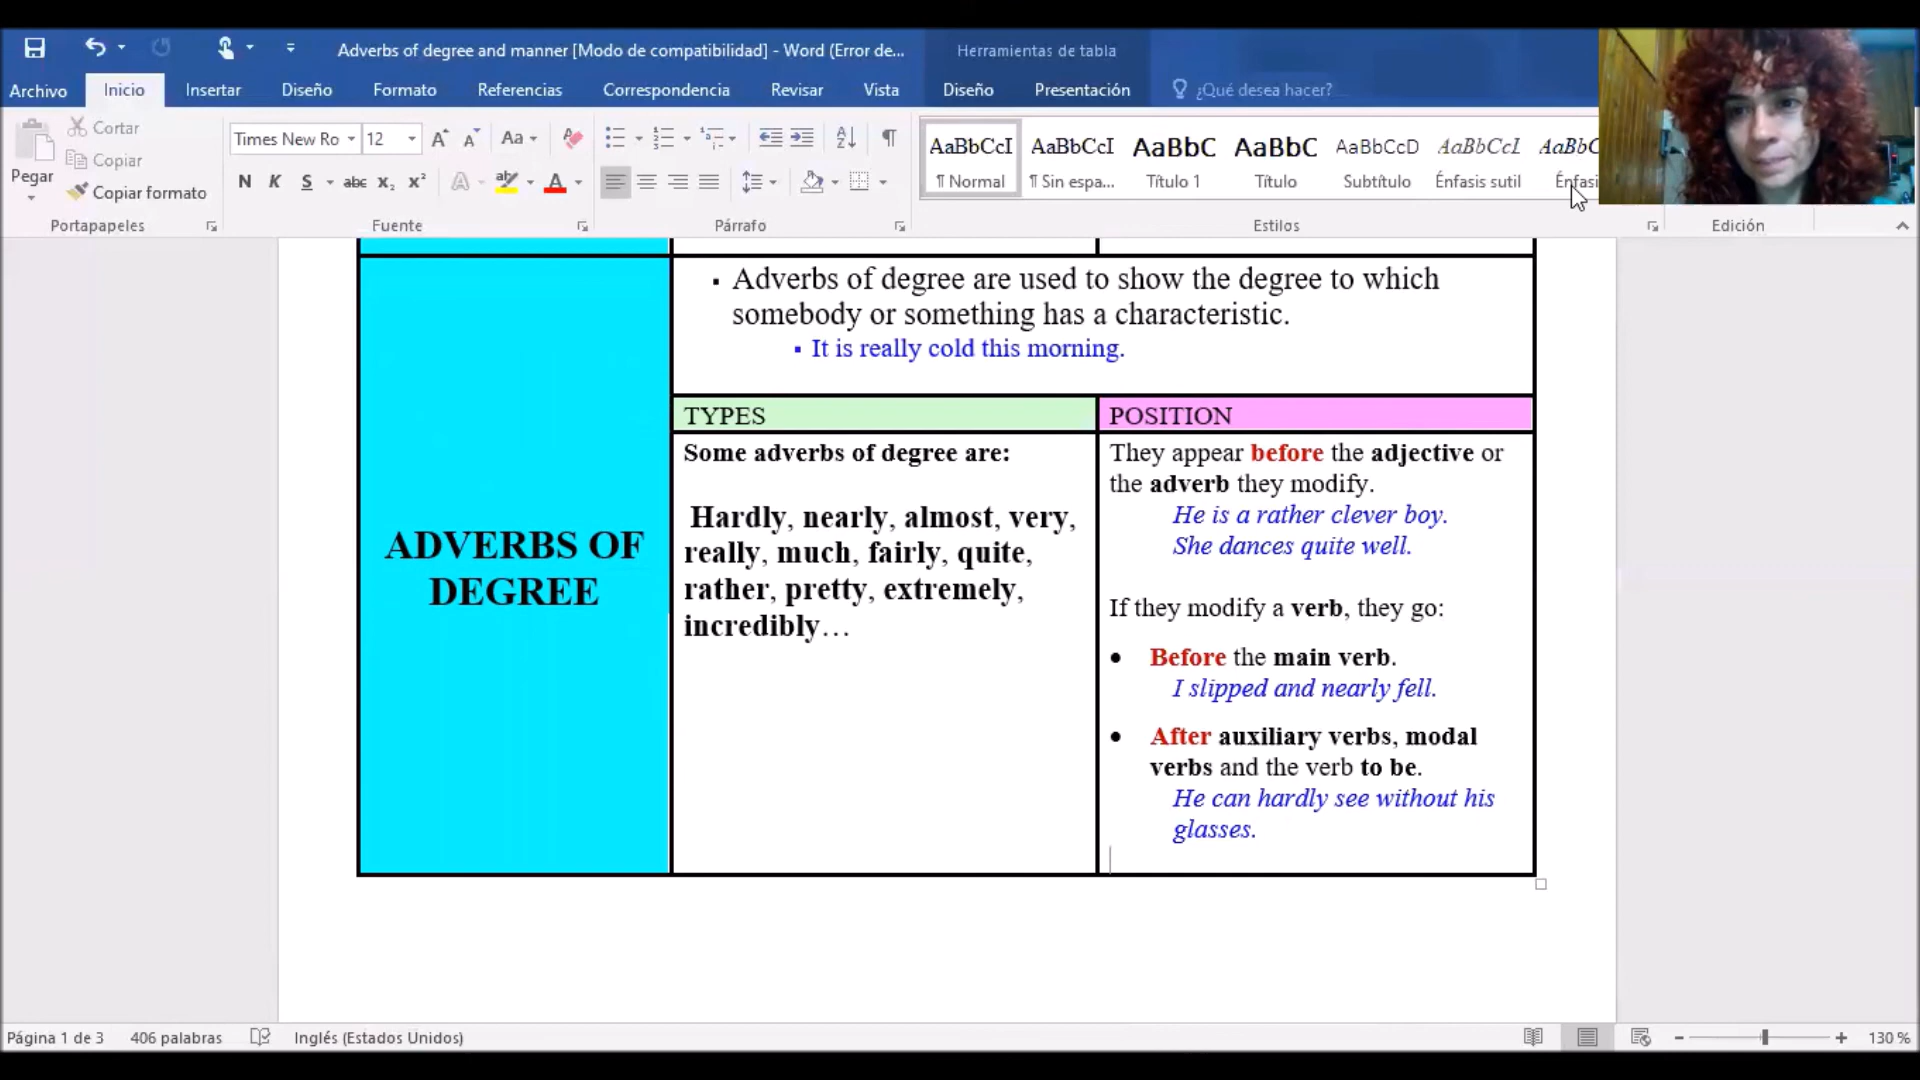 Adverbs of degree and manner [Modo de compatibilidad] - Word (Error de...
Herramientas de tabla
Archivo
Inicio
Insertar
Diseño
Formato
Referencias
Correspondencia
Revisar
Vista
Diseño
Presentación
¿Qué desea hacer?
Pegar
Cortar
Copiar
Copiar formato
Portapapeles
Times New Ro
12
Aa
N K S abc x₂ x²
Fuente
Párrafo
AaBbCcI
¶ Normal
AaBbCcI
¶ Sin espa...
AaBbC
Título 1
AaBbC
Título
AaBbCcD
Subtítulo
AaBbCcI
Énfasis sutil
AaBbC
Énfasi
Estilos
Edición
▪ Adverbs of degree are used to show the degree to which
somebody or something has a characteristic.
▪ It is really cold this morning.
ADVERBS OF
DEGREE
TYPES
Some adverbs of degree are:
Hardly, nearly, almost, very,
really, much, fairly, quite,
rather, pretty, extremely,
incredibly…
POSITION
They appear before the adjective or
the adverb they modify.
He is a rather clever boy.
She dances quite well.
If they modify a verb, they go:
• Before the main verb.
I slipped and nearly fell.
• After auxiliary verbs, modal
verbs and the verb to be.
He can hardly see without his
glasses.
Página 1 de 3
406 palabras
Inglés (Estados Unidos)
130 %